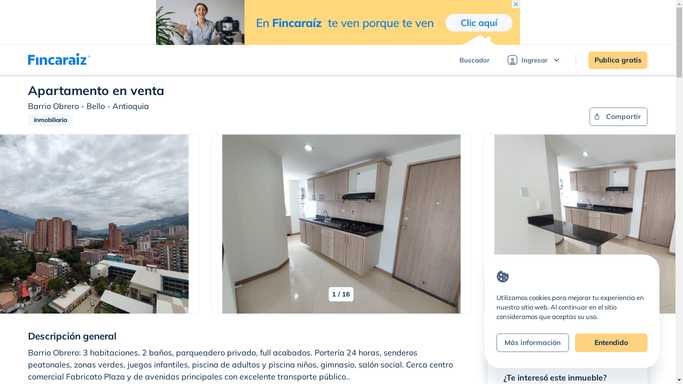 En Fincaraíz te ven porque te ven
Clic aquí
Fincaraiz
Buscador
Ingresar
Publica gratis
Apartamento en venta
Barrio Obrero - Bello - Antioquia
Inmobiliaria
Compartir
1 / 16
Utilizamos cookies para mejorar tu experiencia en
nuestro sitio web. Al continuar en el sitio
consideramos que aceptas su uso.
Más información
Entendido
Descripción general
Barrio Obrero: 3 habitaciones. 2 baños, parqueadero privado, full acabados. Portería 24 horas, senderos
peatonales, zonas verdes, juegos infantiles, piscina de adultos y piscina niños, gimnasio, salón social. Cerca centro
comercial Fabricato Plaza y de avenidas principales con excelente transporte público..
¿Te interesó este inmueble?